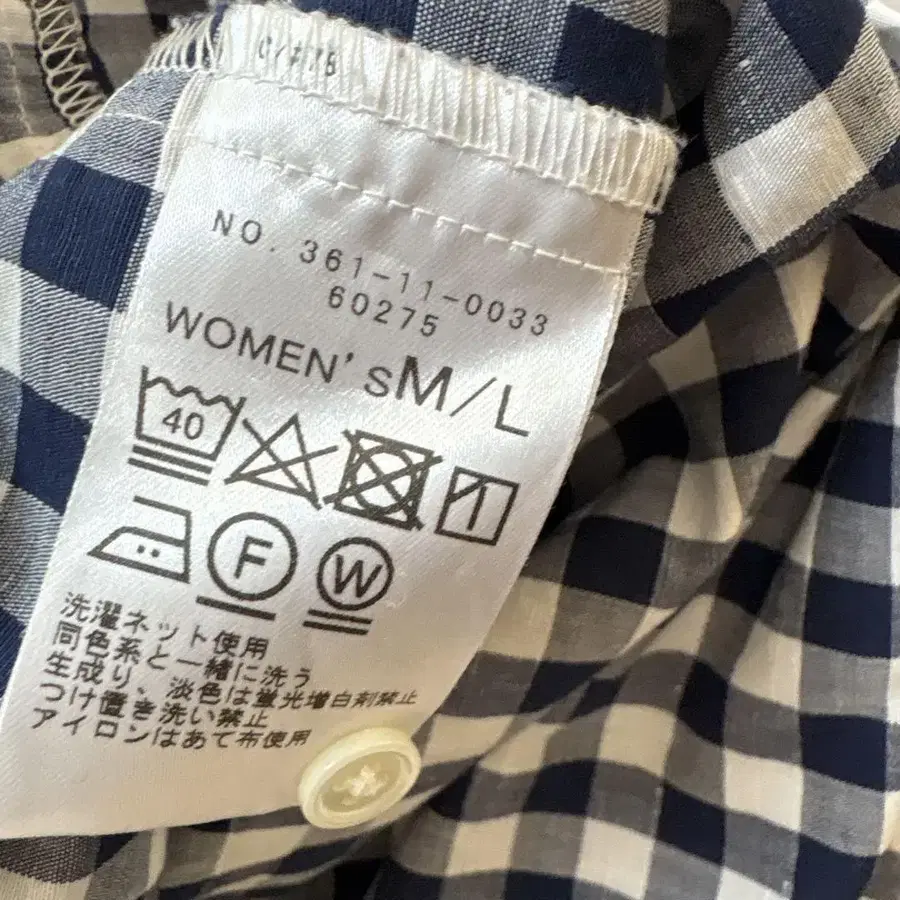 NO. 361-11-0033
60275
WOMEN'S M/L
40
F W
洗濯ネット使用
同色系と一緒に洗う
生成り、淡色は蛍光増白剤禁止
つけ置き洗い禁止
アイロンはあて布使用